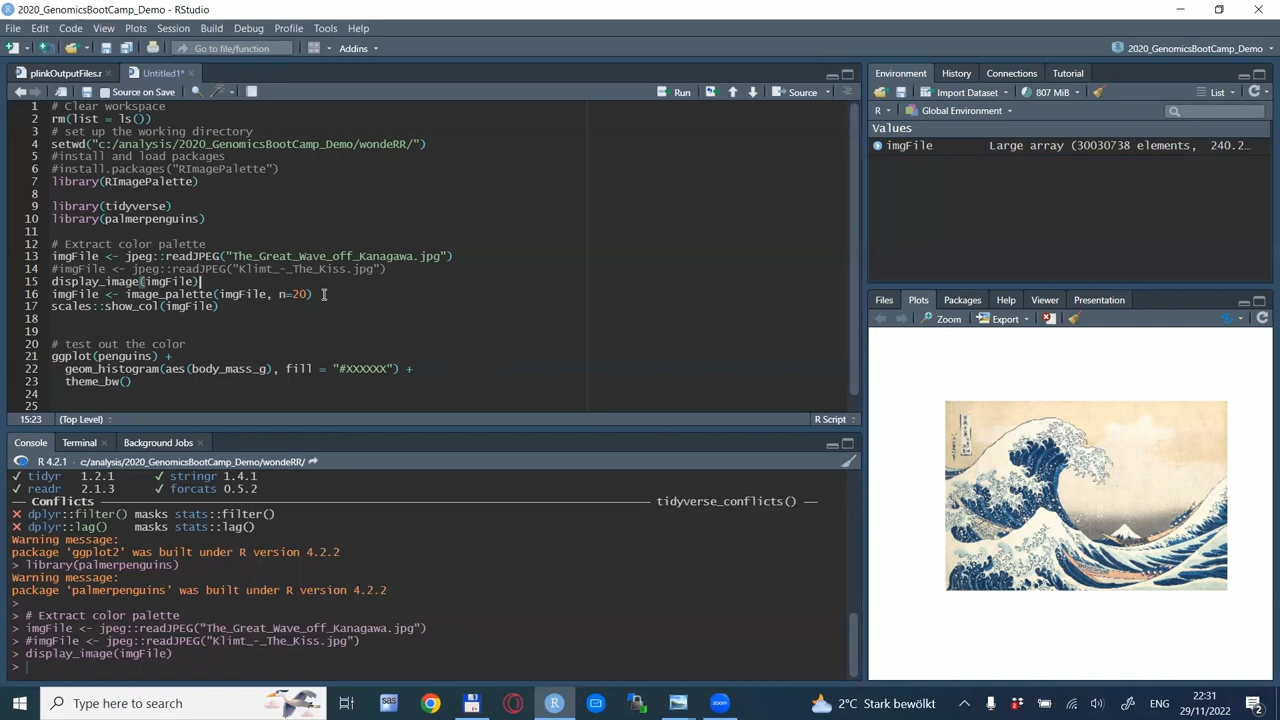 2020_GenomicsBootCamp_Demo - RStudio
File Edit Code View Plots Session Build Debug Profile Tools Help
Go to file/function Addins 2020_GenomicsBootCamp_Demo
plinkOutputFiles.r Untitled1*
Source on Save Run Source
1 # Clear workspace
2 rm(list = ls())
3 # set up the working directory
4 setwd("c:/analysis/2020_GenomicsBootCamp_Demo/wondeRR/")
5 #install and load packages
6 #install.packages("RImagePalette")
7 library(RImagePalette)
8
9 library(tidyverse)
10 library(palmerpenguins)
11
12 # Extract color palette
13 imgFile <- jpeg::readJPEG("The_Great_Wave_off_Kanagawa.jpg")
14 #imgFile <- jpeg::readJPEG("Klimt_-_The_Kiss.jpg")
15 display_image(imgFile)
16 imgFile <- image_palette(imgFile, n=20)
17 scales::show_col(imgFile)
18
19
20 # test out the color
21 ggplot(penguins) +
22 geom_histogram(aes(body_mass_g), fill = "#XXXXXX") +
23 theme_bw()
24
25
15:23 (Top Level) R Script
Console Terminal Background Jobs
R 4.2.1 c:/analysis/2020_GenomicsBootCamp_Demo/wondeRR/
✓ tidyr 1.2.1 ✓ stringr 1.4.1
✓ readr 2.1.3 ✓ forcats 0.5.2
── Conflicts ── tidyverse_conflicts() ──
✖ dplyr::filter() masks stats::filter()
✖ dplyr::lag() masks stats::lag()
Warning message:
package ‘ggplot2’ was built under R version 4.2.2
> library(palmerpenguins)
Warning message:
package ‘palmerpenguins’ was built under R version 4.2.2
>
> # Extract color palette
> imgFile <- jpeg::readJPEG("The_Great_Wave_off_Kanagawa.jpg")
> #imgFile <- jpeg::readJPEG("Klimt_-_The_Kiss.jpg")
> display_image(imgFile)
>
Environment History Connections Tutorial
Import Dataset 807 MiB List
R Global Environment
Values
imgFile Large array (30030738 elements, 240.2...
Files Plots Packages Help Viewer Presentation
Zoom Export
Type here to search
2°C Stark bewölkt ENG 22:31
29/11/2022 2